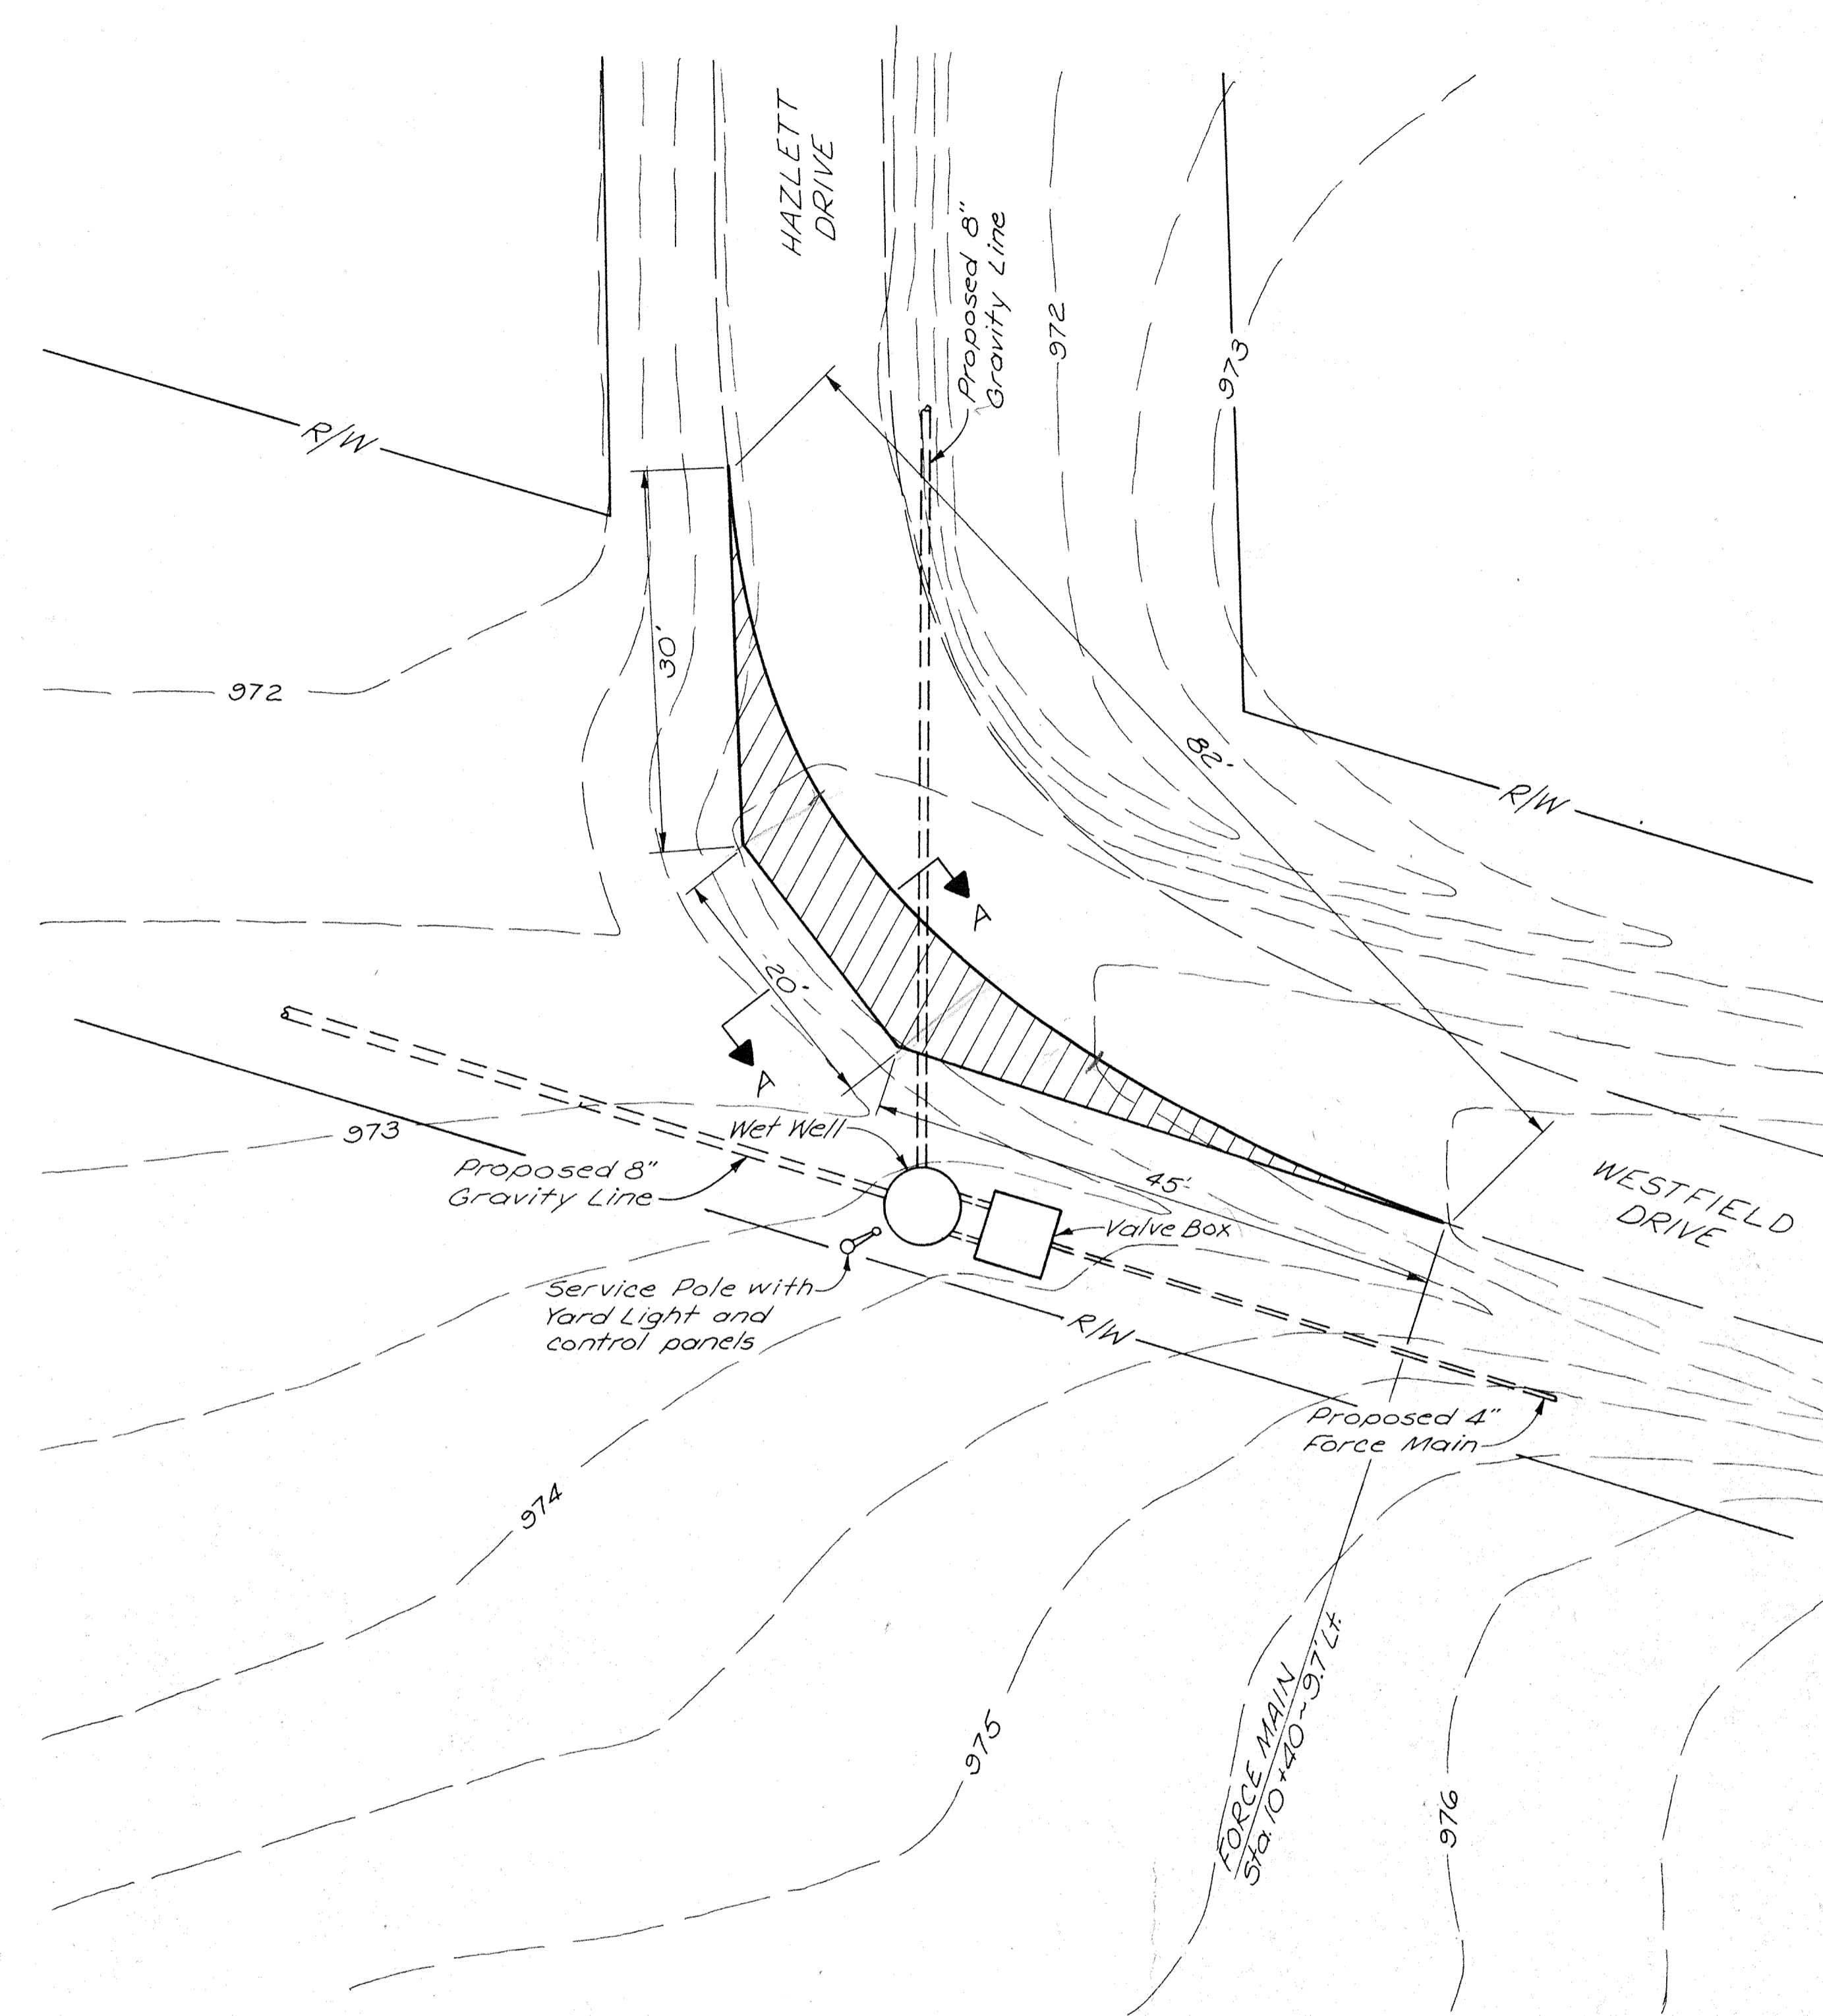 HAZLETT
DRIVE
Proposed 8"
Gravity Line
972
973
R/W
30'
972
82'
R/W
A
20'
A
973
Wet Well
Proposed 8"
Gravity Line
45'
Valve Box
WESTFIELD
DRIVE
Service Pole with
Yard Light and
control panels
R/W
Proposed 4"
Force Main
974
FORCE MAIN
Sta. 10+40~9.7' Lt.
975
976